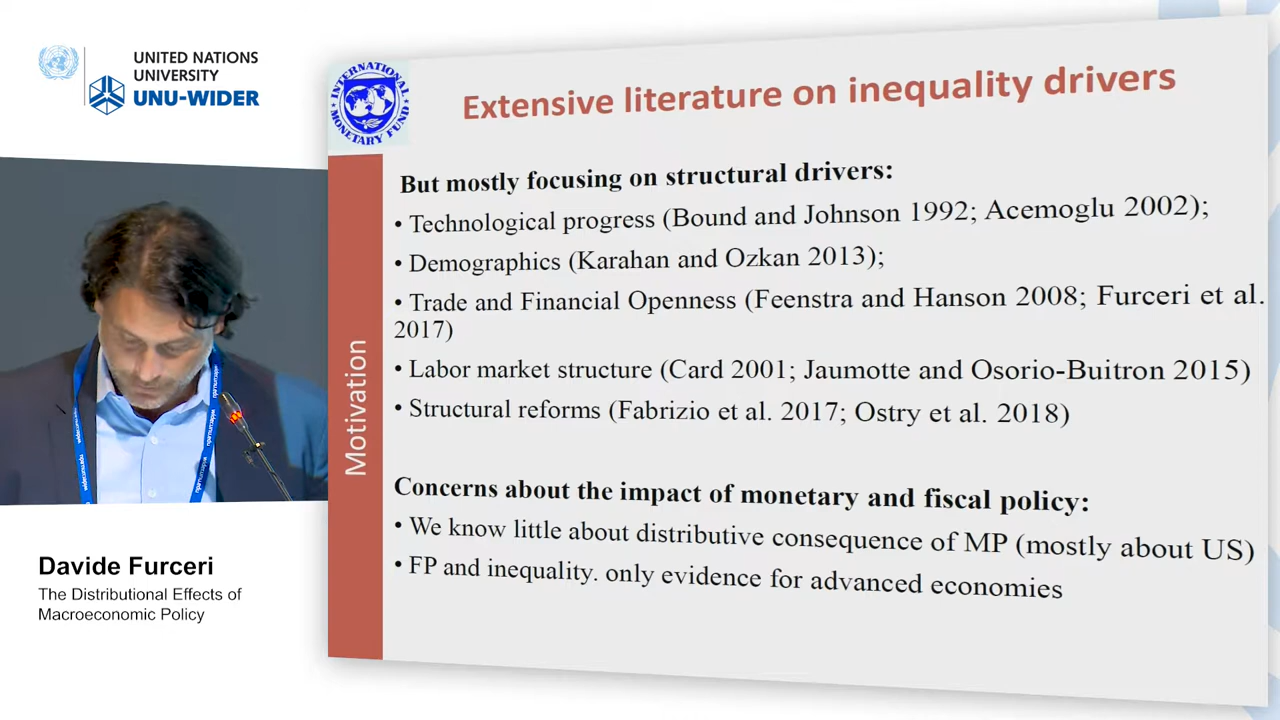 UNITED NATIONS
UNIVERSITY
UNU-WIDER
INTERNATIONAL
MONETARY FUND
Extensive literature on inequality drivers
Motivation
But mostly focusing on structural drivers:
• Technological progress (Bound and Johnson 1992; Acemoglu 2002);
• Demographics (Karahan and Ozkan 2013);
• Trade and Financial Openness (Feenstra and Hanson 2008; Furceri et al.
2017)
• Labor market structure (Card 2001; Jaumotte and Osorio-Buitron 2015)
• Structural reforms (Fabrizio et al. 2017; Ostry et al. 2018)
Concerns about the impact of monetary and fiscal policy:
• We know little about distributive consequence of MP (mostly about US)
• FP and inequality. only evidence for advanced economies
Davide Furceri
The Distributional Effects of
Macroeconomic Policy